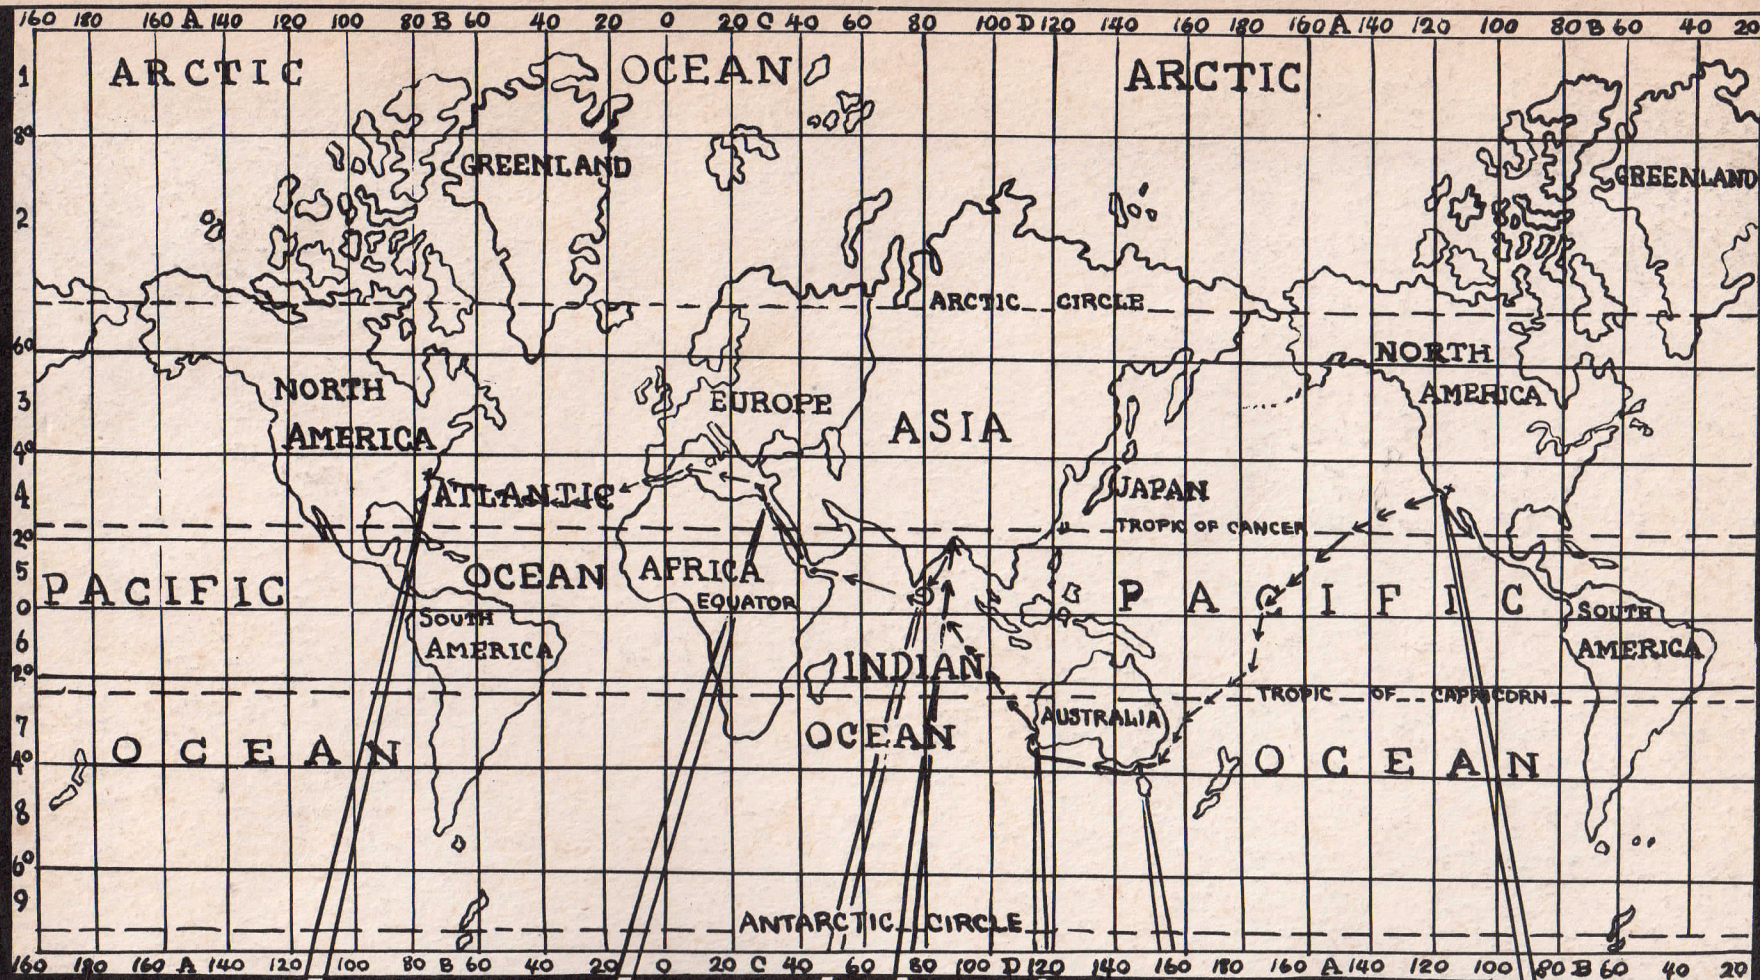 160 180 160 A 140 120 100 80 B 60 40 20 0 20 C 40 60 80 100 D 120 140 160 180 160 A 140 120 100 80 B 60 40 20
1 ARCTIC OCEAN ARCTIC
80
GREENLAND GREENLAND
2
ARCTIC CIRCLE
60 NORTH
NORTH EUROPE AMERICA
3
AMERICA ASIA
40
4 ATLANTIC JAPAN
TROPIC OF CANCER
20
5 OCEAN AFRICA
PACIFIC PACIFIC
EQUATOR
0 SOUTH SOUTH
6 AMERICA AMERICA
20 INDIAN
TROPIC OF CAPRICORN
7 AUSTRALIA
OCEAN OCEAN OCEAN
40
8
60
9
ANTARCTIC CIRCLE
160 180 160 A 140 120 100 80 B 60 40 20 0 20 C 40 60 80 100 D 120 140 160 180 160 A 140 120 100 80 B 60 40 20